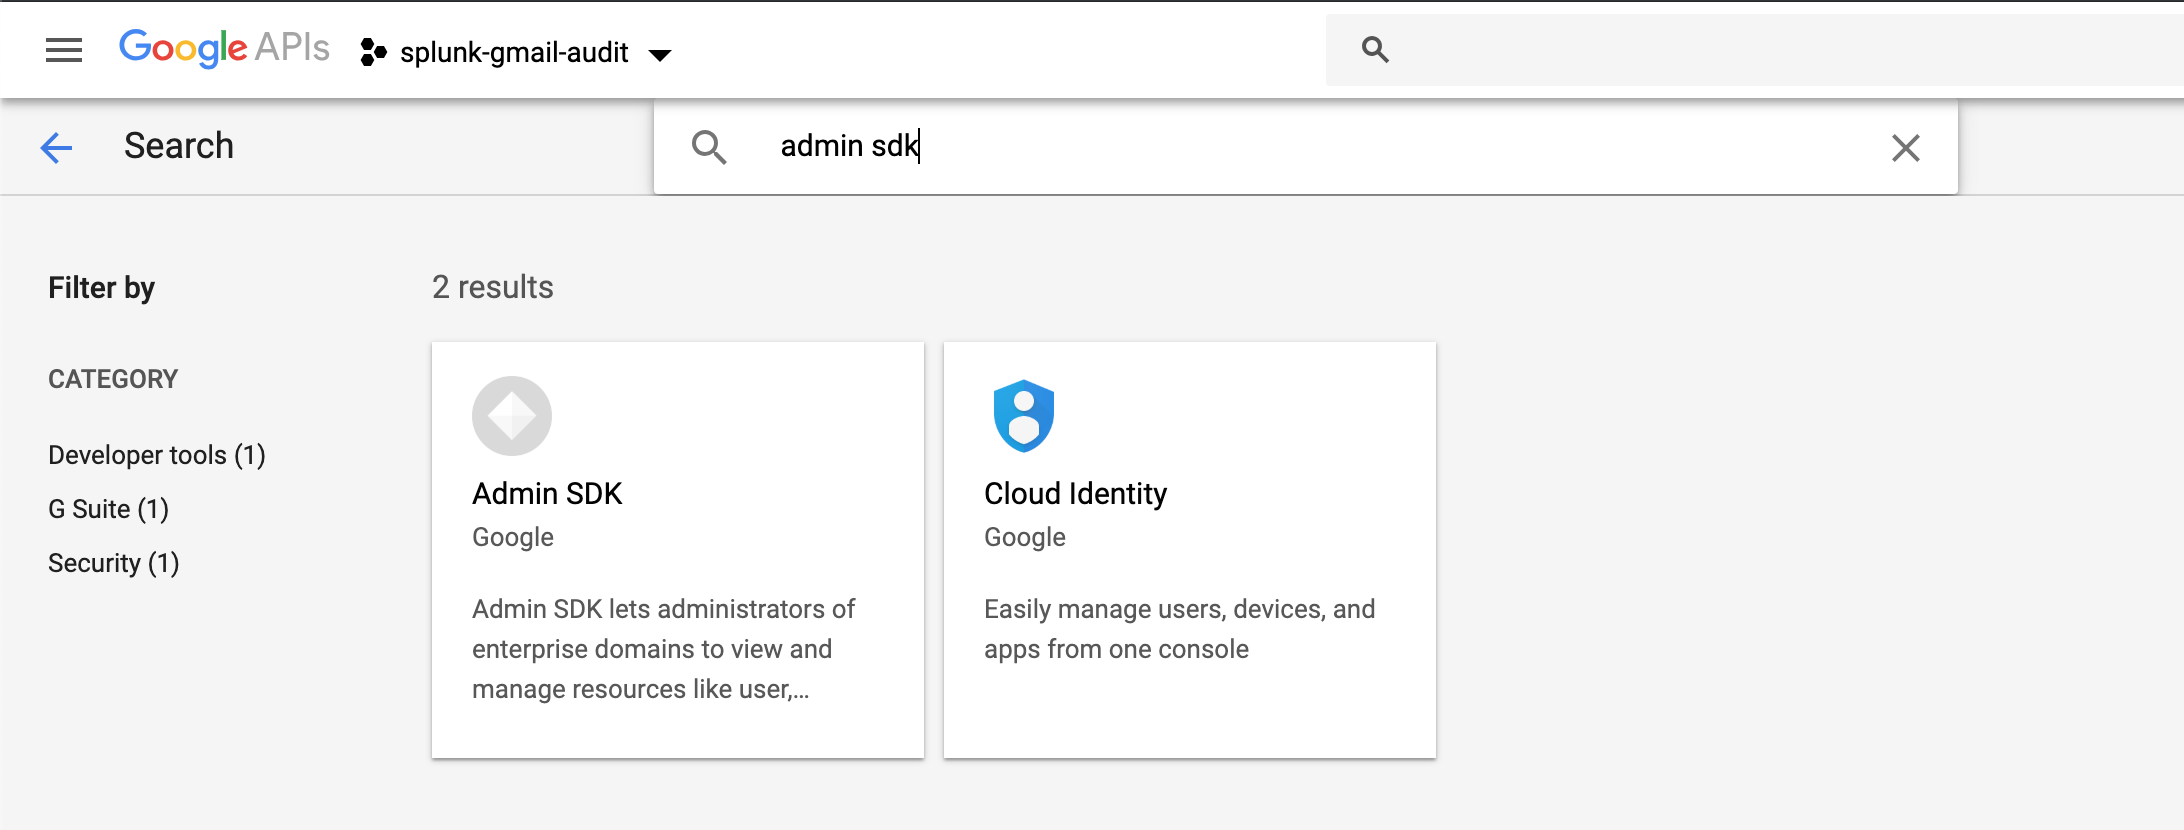 Google APIs splunk-gmail-audit
Search
admin sdk
Filter by
2 results
CATEGORY
Developer tools (1)
G Suite (1)
Security (1)
Admin SDK
Google
Admin SDK lets administrators of
enterprise domains to view and
manage resources like user,...
Cloud Identity
Google
Easily manage users, devices, and
apps from one console